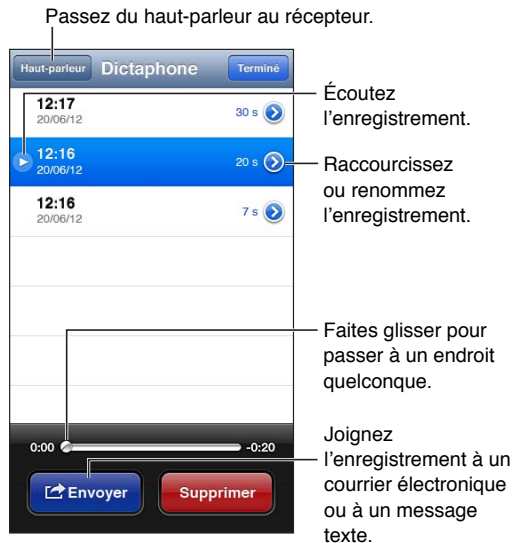 Passez du haut-parleur au récepteur.
Haut-parleur Dictaphone Terminé
12:17
20/06/12
30 s
Écoutez
l'enregistrement.
12:16
20/06/12
20 s
Raccourcissez
ou renommez
l'enregistrement.
12:16
20/06/12
7 s
Faites glisser pour
passer à un endroit
quelconque.
0:00 -0:20
Envoyer Supprimer
Joignez
l'enregistrement à un
courrier électronique
ou à un message
texte.